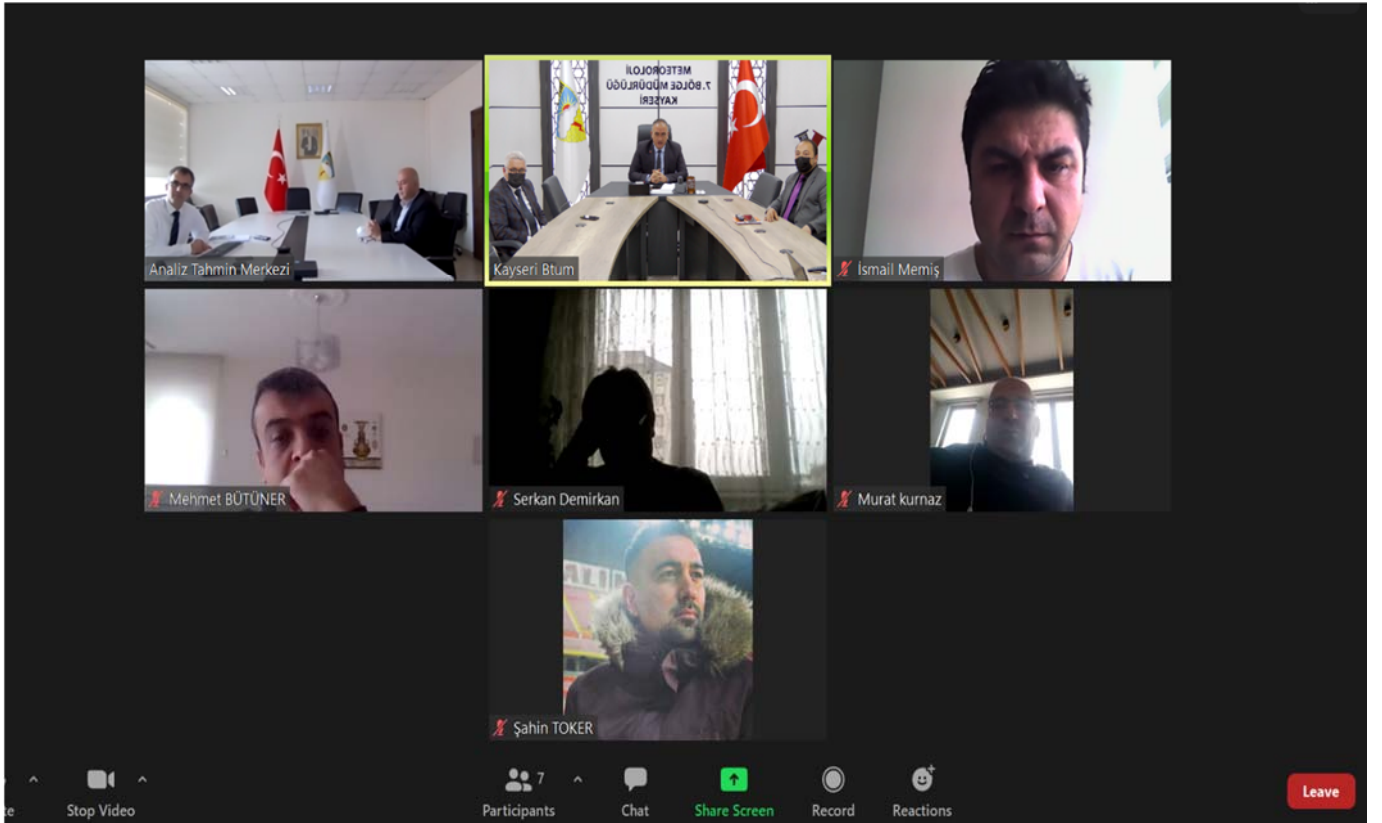 METEOROLOJİ
7. BÖLGE MÜDÜRLÜĞÜ
KAYSERİ
Analiz Tahmin Merkezi
Kayseri Btum
İsmail Memiş
Mehmet BÜTÜNER
Serkan Demirkan
Murat kurnaz
Şahin TOKER
te
Stop Video
7
Participants
Chat
Share Screen
Record
Reactions
Leave